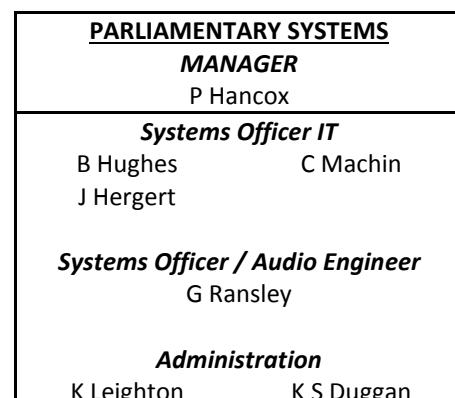 PARLIAMENTARY SYSTEMS
MANAGER
P Hancox
Systems Officer IT
B Hughes C Machin
J Hergert
Systems Officer / Audio Engineer
G Ransley
Administration
K Leighton K S Duggan